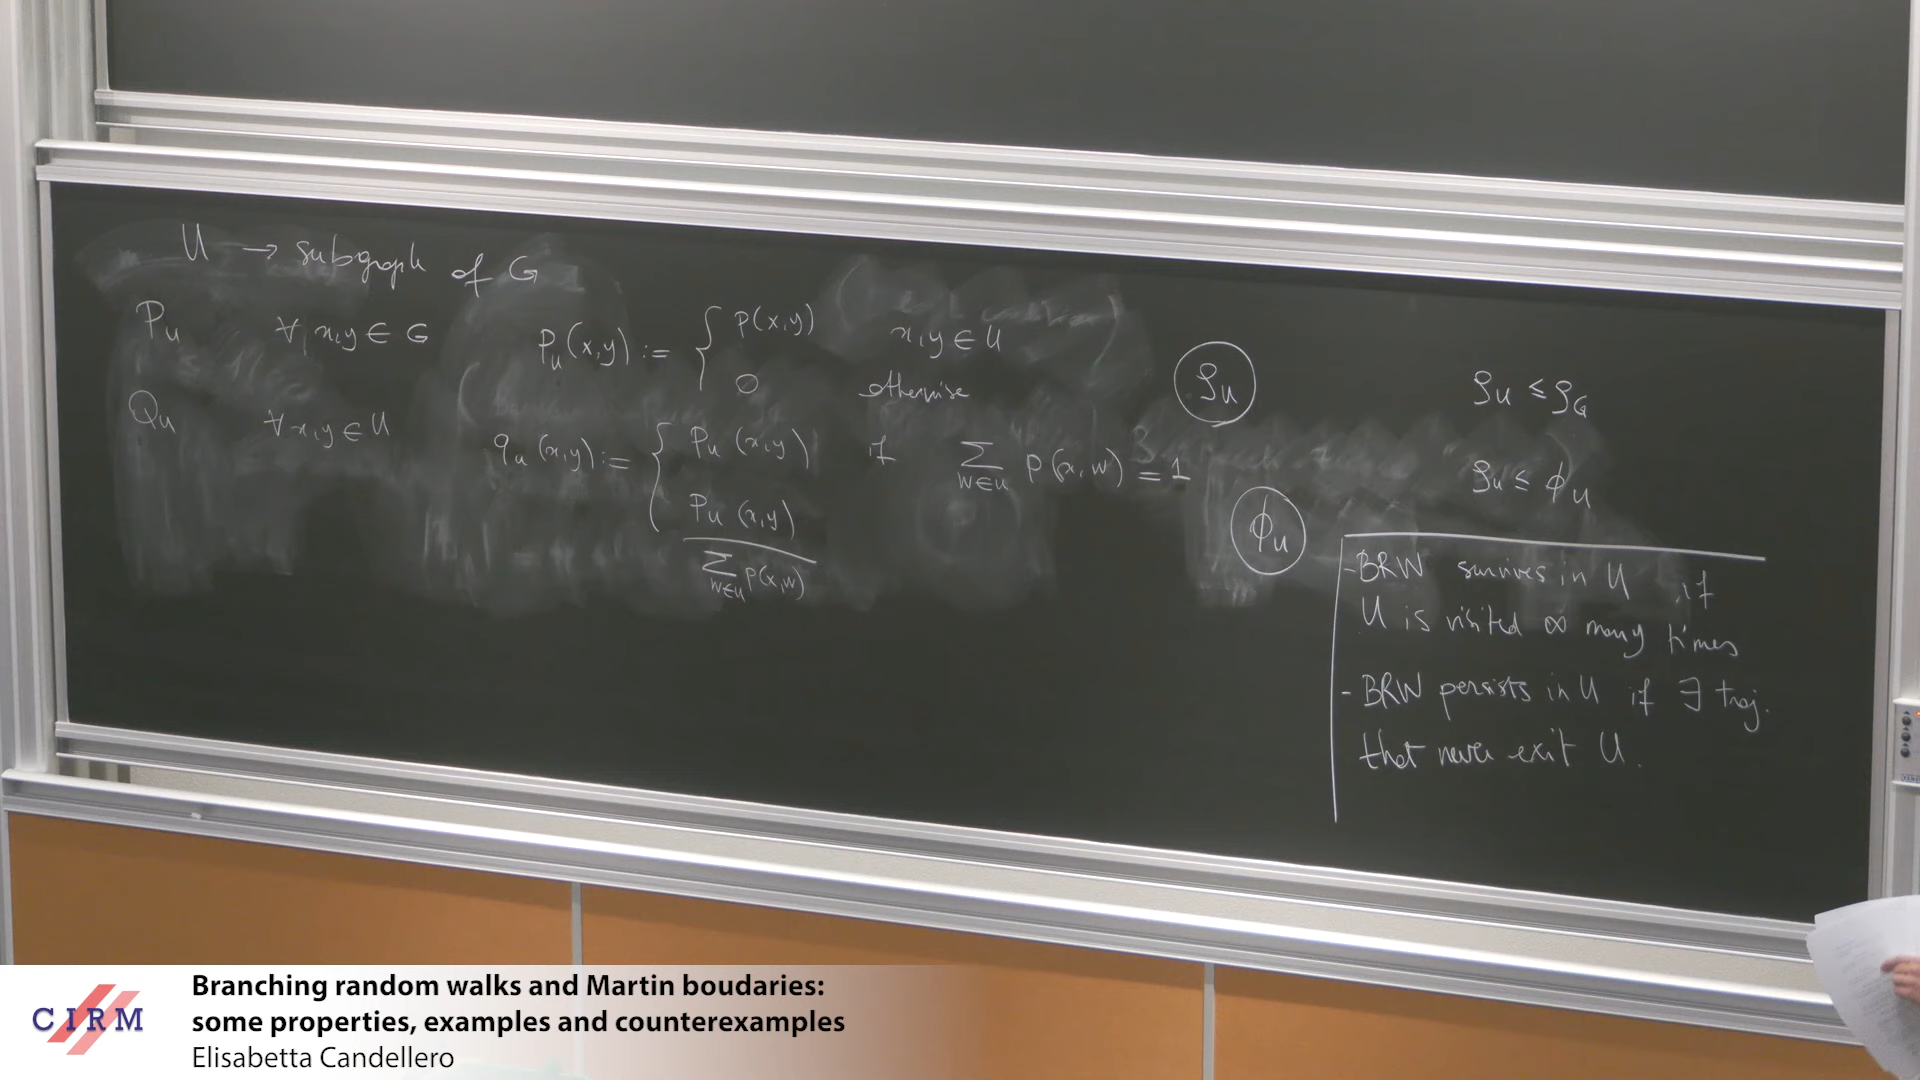 U → subgraph of G
P_U ∀ x,y ∈ G p_U(x,y) := { p(x,y) x,y ∈ U
0 otherwise
ρ_U
Q_U ∀ x,y ∈ U q_U(x,y) := { p_U(x,y) if ∑_{w∈U} p(x,w) = 1
p_U(x,y)
∑_{w∈U} p(x,w)
ϕ_U
ρ_U ≤ ρ_G
ρ_U ≤ ϕ_U
- BRW survives in U if
U is visited ∞ many times
- BRW persists in U if ∃ traj.
that never exit U.
CIRM
Branching random walks and Martin boudaries:
some properties, examples and counterexamples
Elisabetta Candellero